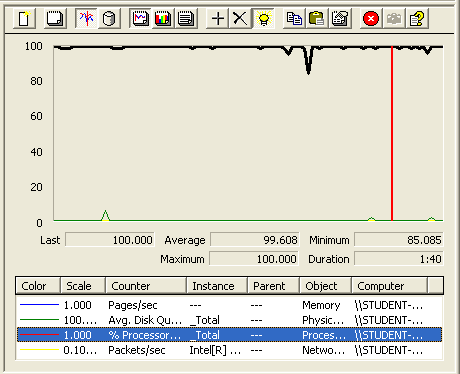 100
80
60
40
20
0
Last 100.000 Average 99.608 Minimum 85.085
Maximum 100.000 Duration 1:40
Color Scale Counter Instance Parent Object Computer
1.000 Pages/sec --- --- Memory \\STUDENT-...
100.... Avg. Disk Qu... _Total --- Physic... \\STUDENT-...
1.000 % Processor... _Total --- Proces... \\STUDENT-...
0.10... Packets/sec Intel[R] ... --- Netwo... \\STUDENT-...